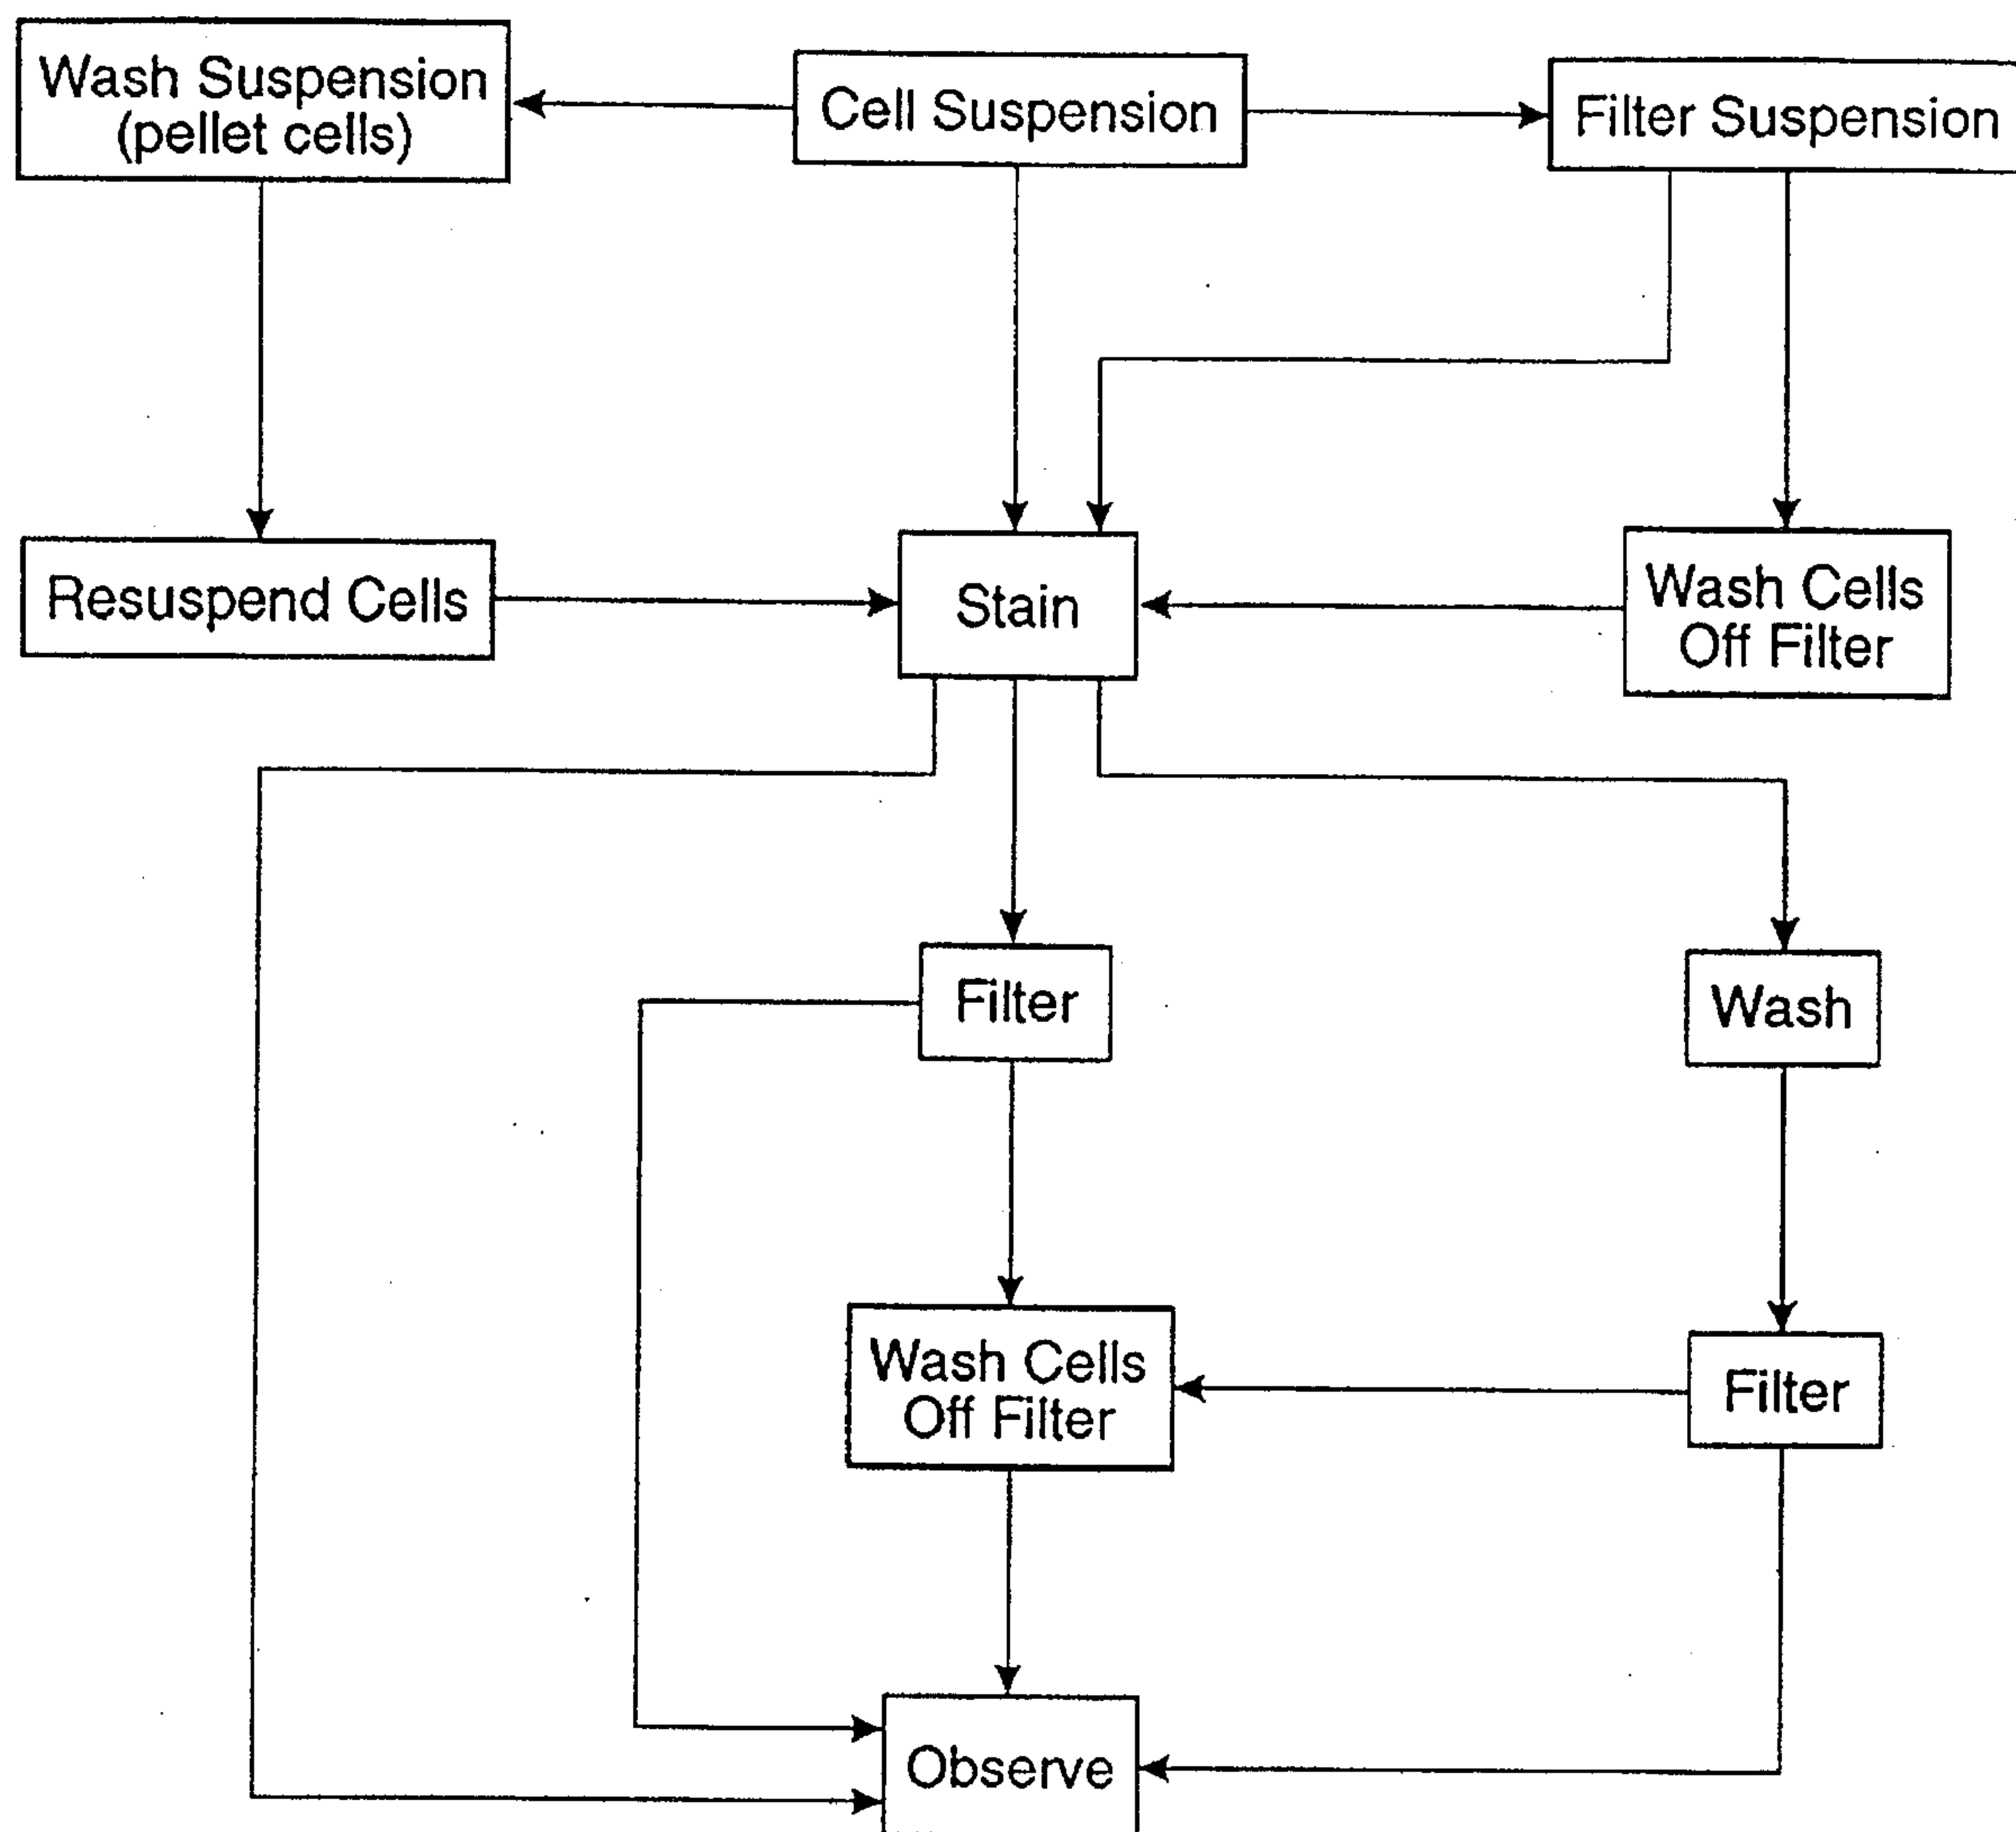 Wash Suspension
(pellet cells)
Cell Suspension
Filter Suspension
Resuspend Cells
Stain
Wash Cells
Off Filter
Filter
Wash
Wash Cells
Off Filter
Filter
Observe